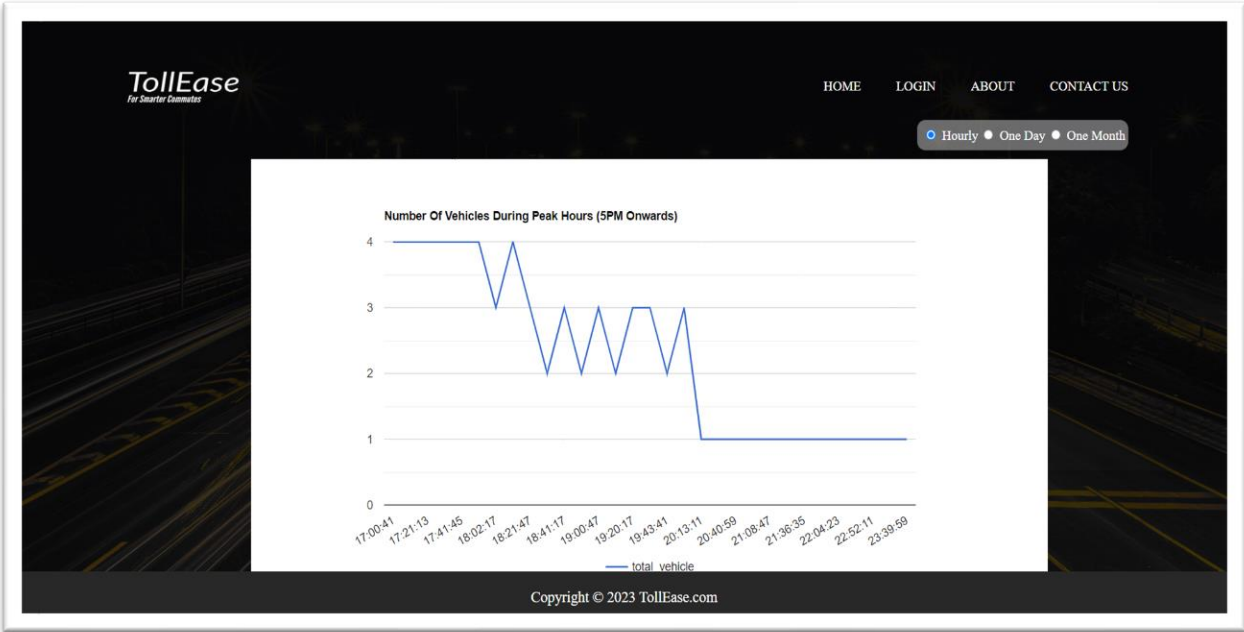 TollEase
For Smarter Commutes
HOME LOGIN ABOUT CONTACT US
Hourly One Day One Month
Number Of Vehicles During Peak Hours (5PM Onwards)
4
3
2
1
0
17:00:41 17:21:13 17:41:45 18:02:17 18:21:47 18:41:17 19:00:47 19:20:17 19:43:41 20:13:11 20:40:59 21:08:47 21:36:35 22:04:23 22:52:11 23:39:59
total_vehicle
Copyright © 2023 TollEase.com